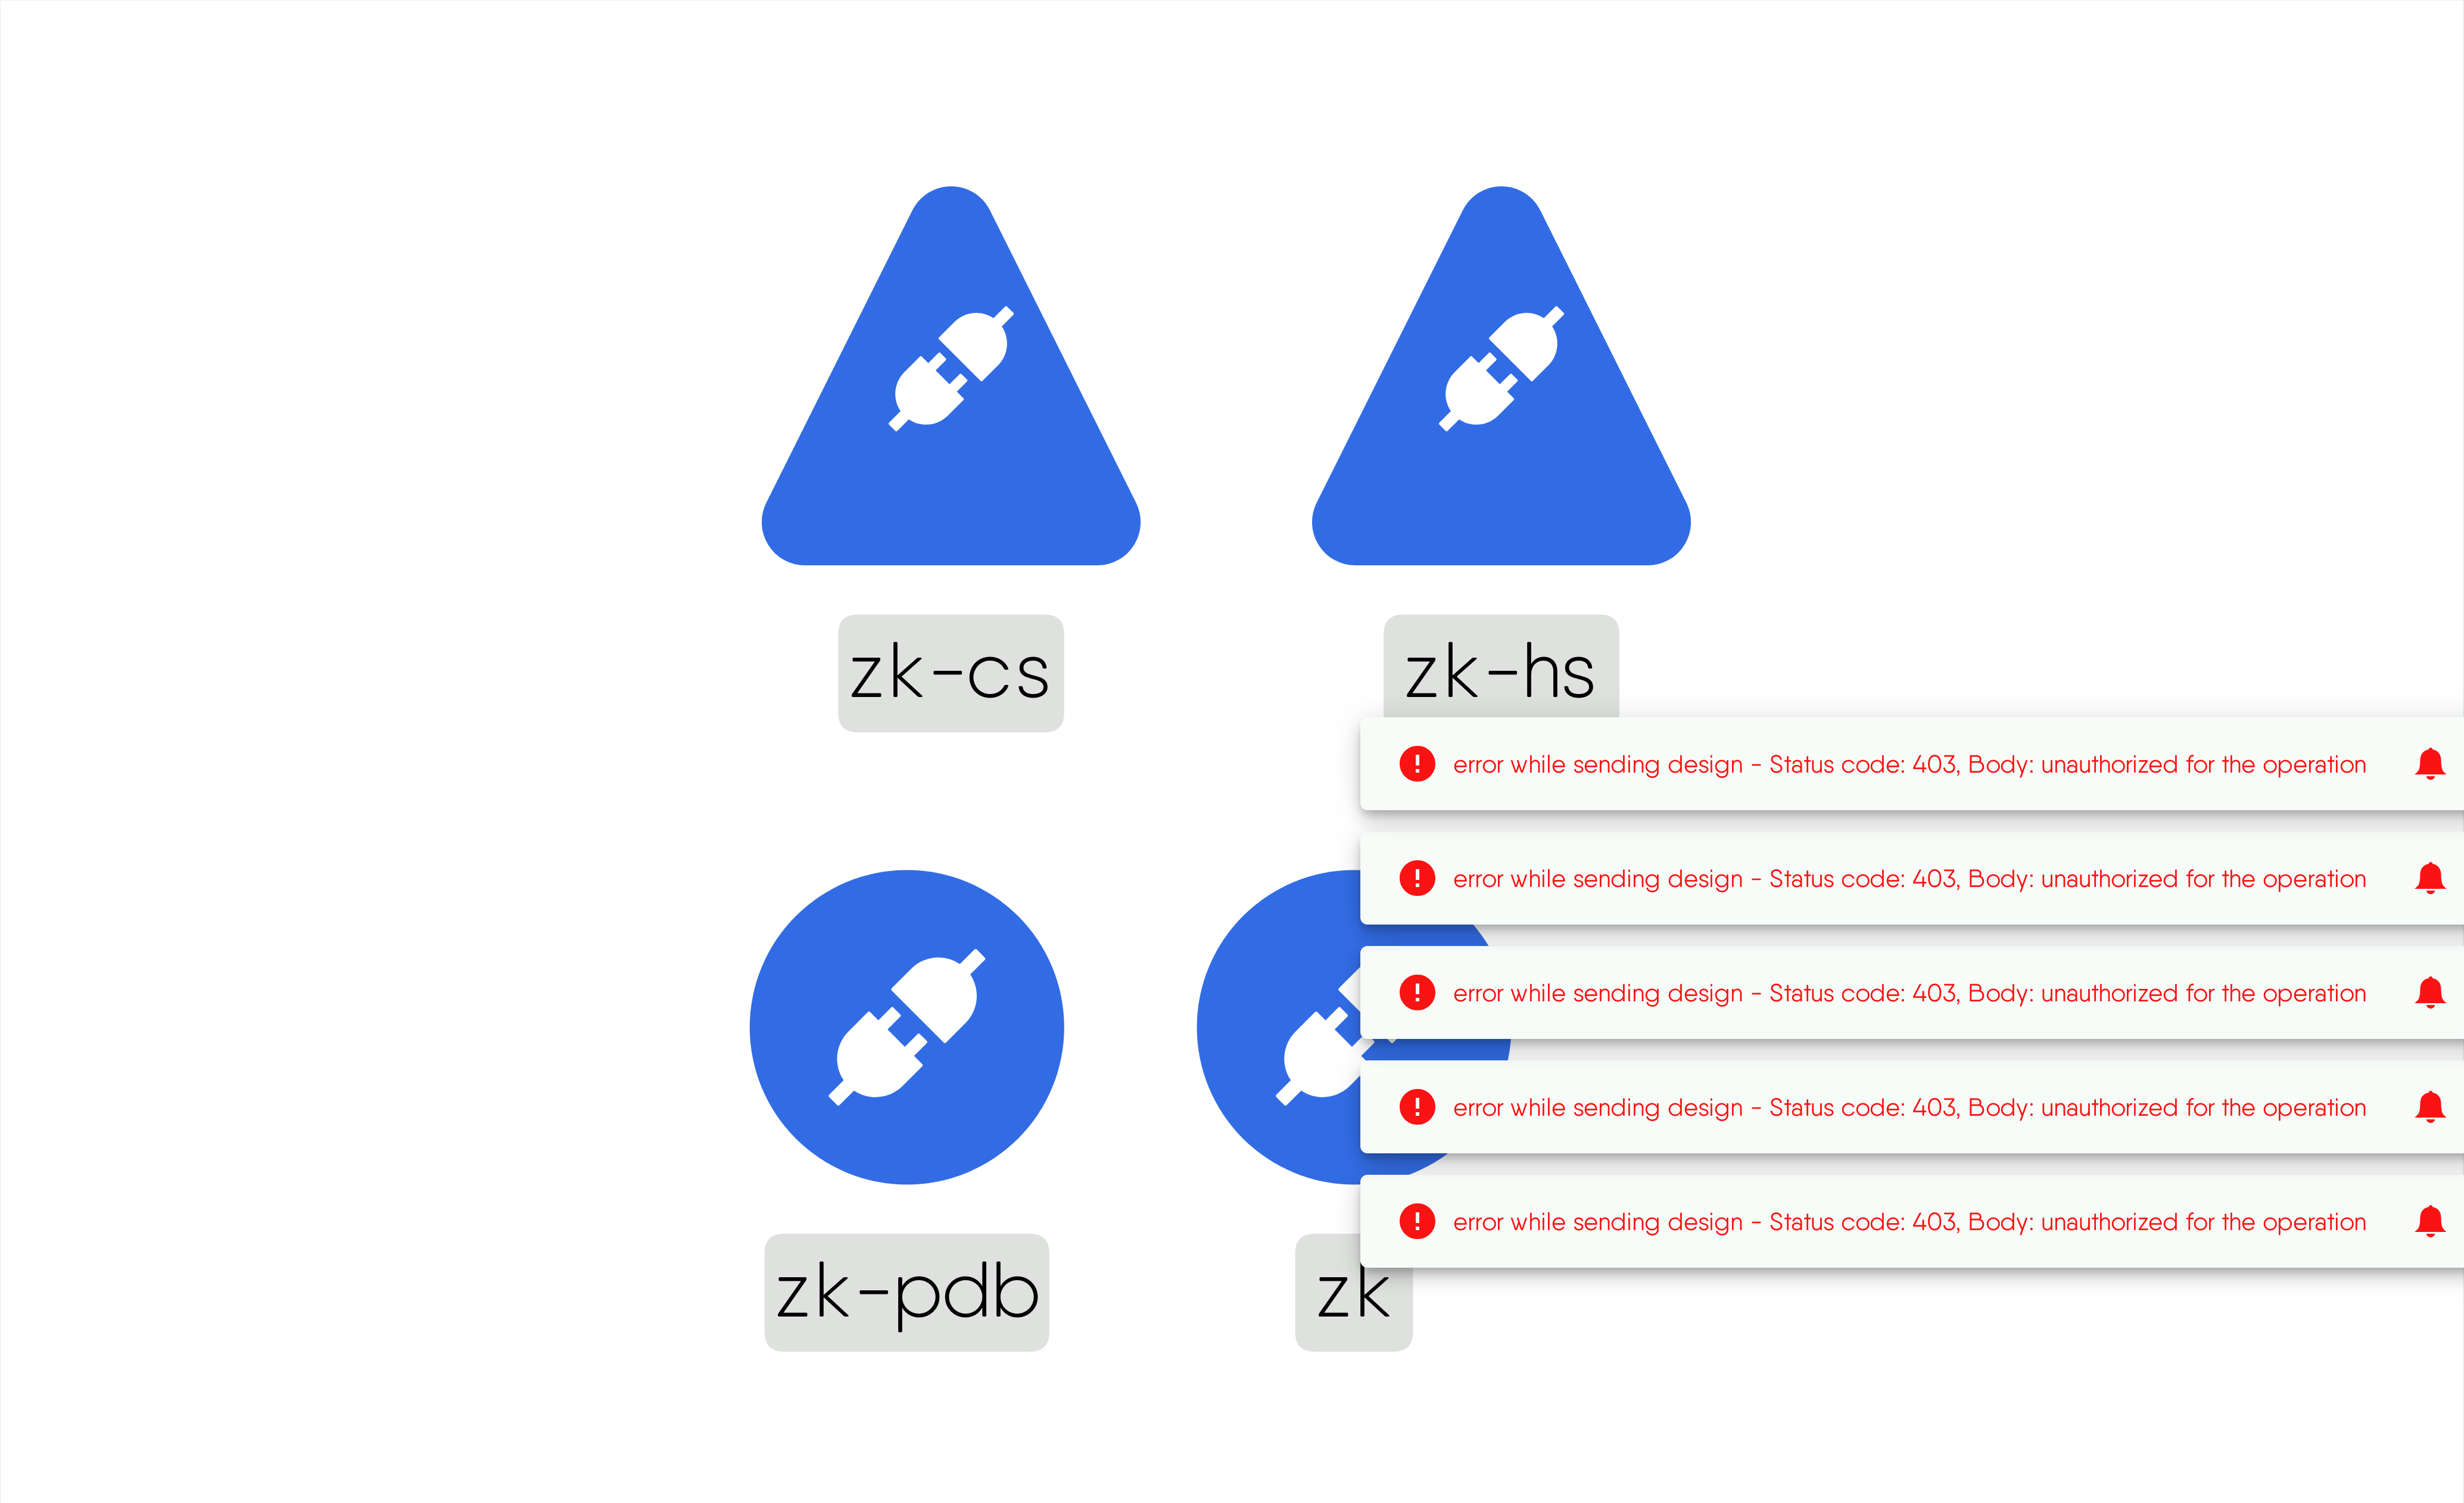 zk-cs
zk-hs
error while sending design - Status code: 403, Body: unauthorized for the operation
error while sending design - Status code: 403, Body: unauthorized for the operation
error while sending design - Status code: 403, Body: unauthorized for the operation
error while sending design - Status code: 403, Body: unauthorized for the operation
error while sending design - Status code: 403, Body: unauthorized for the operation
zk-pdb
zk